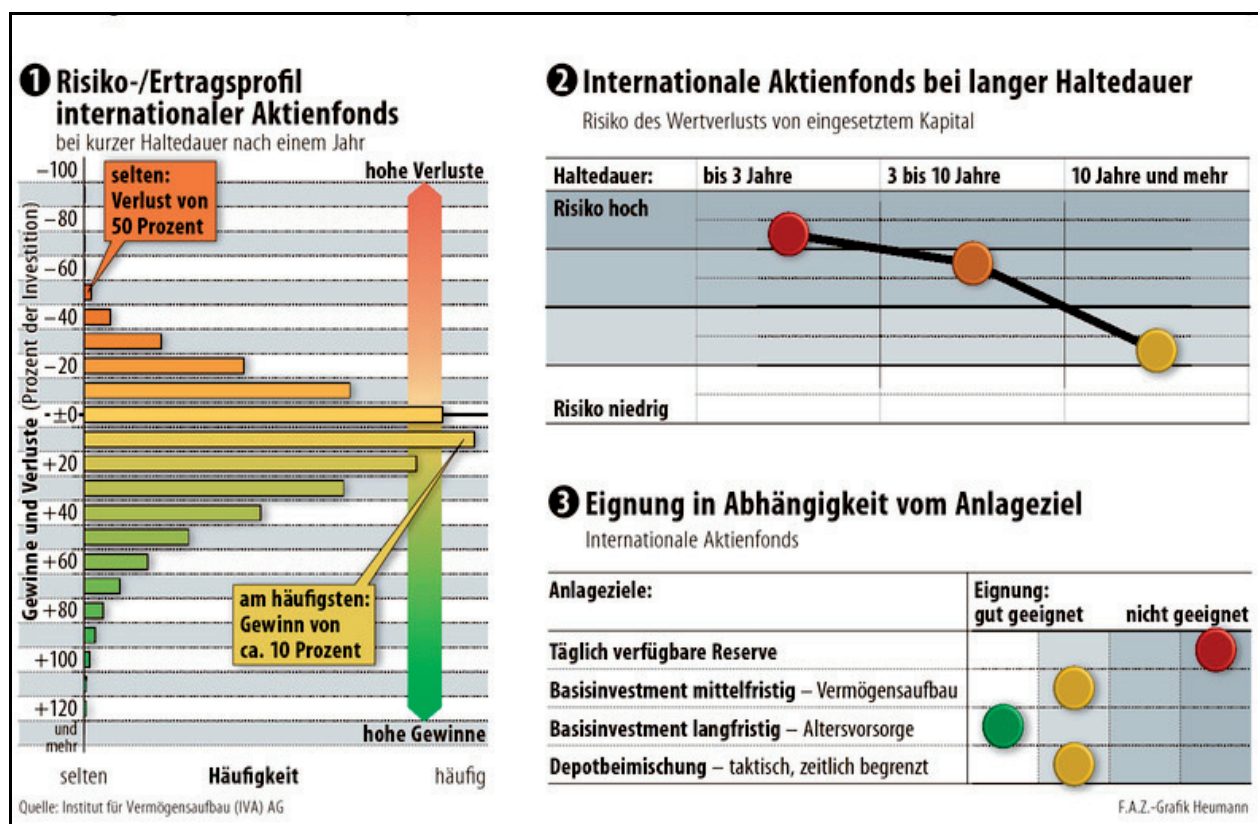 1 Risiko-/Ertragsprofil
internationaler Aktienfonds
bei kurzer Haltedauer nach einem Jahr
Gewinne und Verluste (Prozent der Investition)
−100
−80
−60
−40
−20
-±0
+20
+40
+60
+80
+100
+120
und
mehr
selten:
Verlust von
50 Prozent
hohe Verluste
am häufigsten:
Gewinn von
ca. 10 Prozent
hohe Gewinne
selten Häufigkeit häufig
Quelle: Institut für Vermögensaufbau (IVA) AG
2 Internationale Aktienfonds bei langer Haltedauer
Risiko des Wertverlusts von eingesetztem Kapital
Haltedauer: bis 3 Jahre 3 bis 10 Jahre 10 Jahre und mehr
Risiko hoch
Risiko niedrig
3 Eignung in Abhängigkeit vom Anlageziel
Internationale Aktienfonds
Anlageziele: Eignung:
gut geeignet nicht geeignet
Täglich verfügbare Reserve
Basisinvestment mittelfristig – Vermögensaufbau
Basisinvestment langfristig – Altersvorsorge
Depotbeimischung – taktisch, zeitlich begrenzt
F.A.Z.-Grafik Heumann